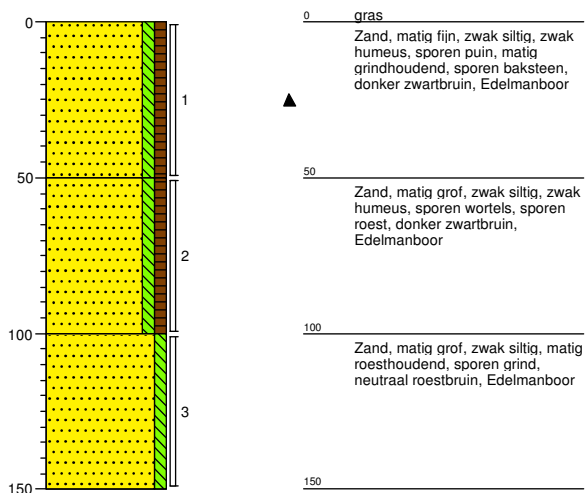 0
50
100
150
1
2
3
0
gras
Zand, matig fijn, zwak siltig, zwak
humeus, sporen puin, matig
grindhoudend, sporen baksteen,
donker zwartbruin, Edelmanboor
50
Zand, matig grof, zwak siltig, zwak
humeus, sporen wortels, sporen
roest, donker zwartbruin,
Edelmanboor
100
Zand, matig grof, zwak siltig, matig
roesthoudend, sporen grind,
neutraal roestbruin, Edelmanboor
150